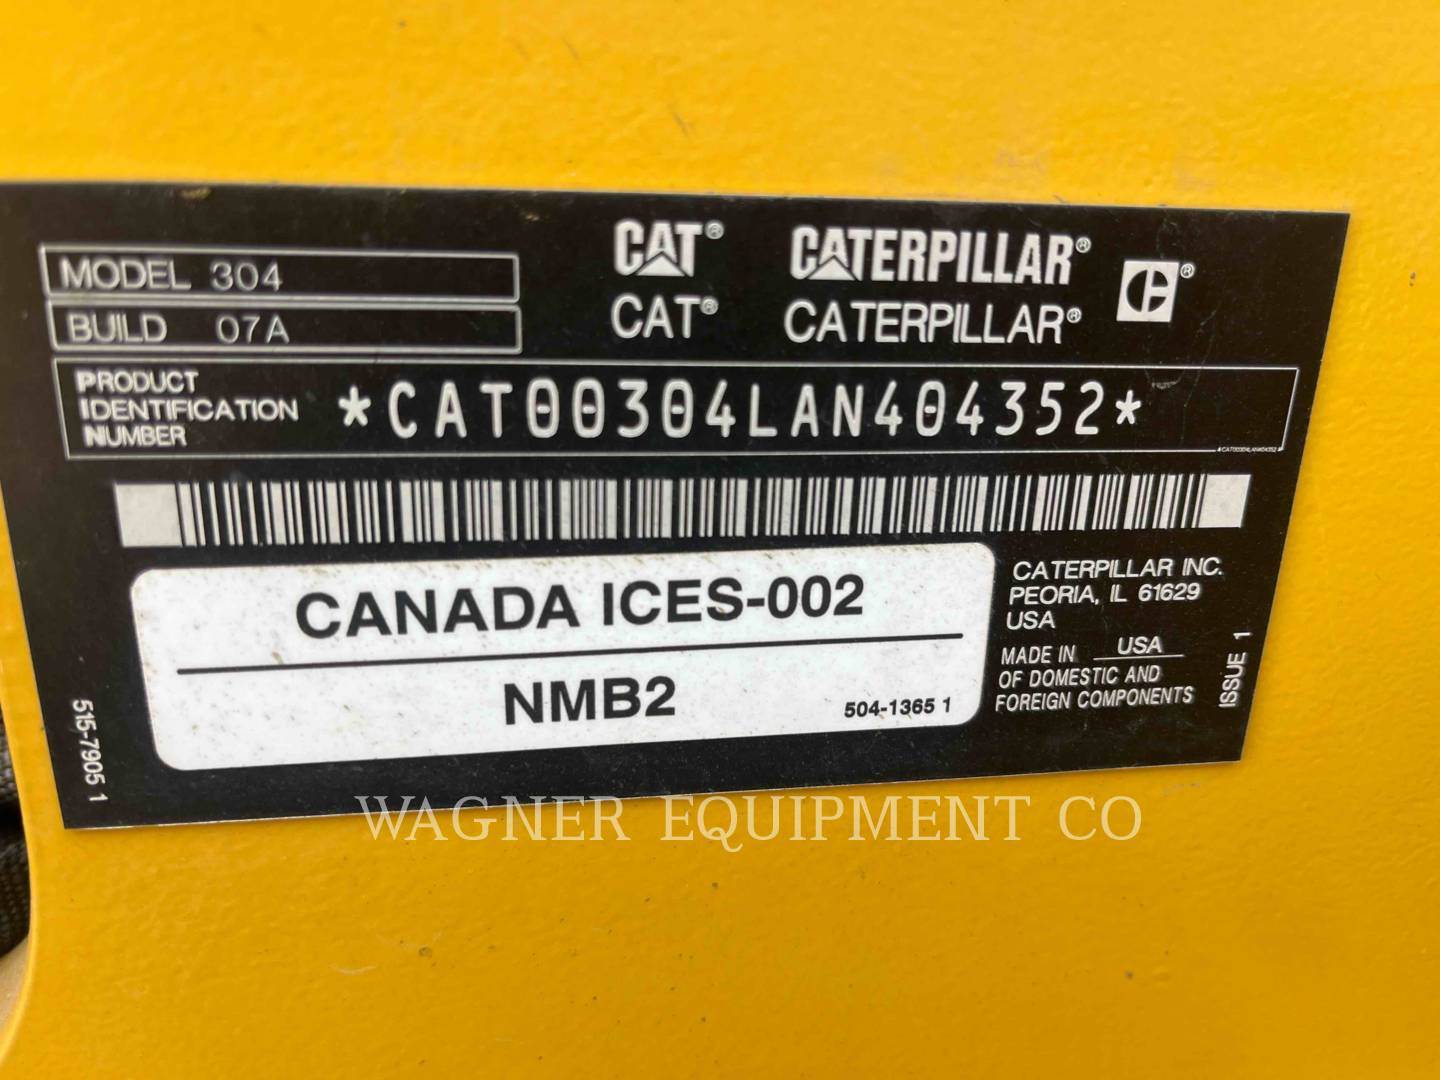 MODEL 304
BUILD 07A
CAT® CATERPILLAR® C®
CAT® CATERPILLAR®
PRODUCT
IDENTIFICATION
NUMBER
*CAT00304LAN404352*
*CAT00304LAN404352*
CANADA ICES-002
NMB2
504-1365 1
CATERPILLAR INC.
PEORIA, IL 61629
USA
MADE IN USA
OF DOMESTIC AND
FOREIGN COMPONENTS
ISSUE 1
515-7905 1
WAGNER EQUIPMENT CO